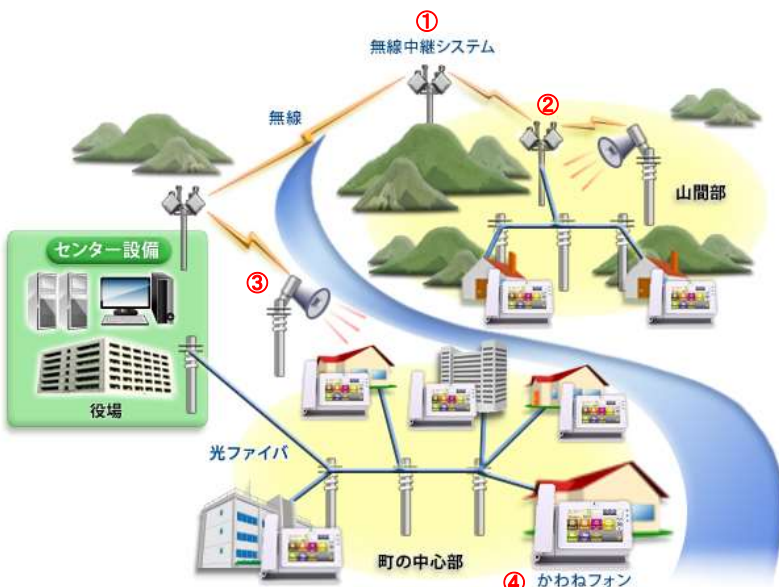 ①
無線中継システム
②
無線
山間部
センター設備
③
役場
光ファイバ
町の中心部
④ かわねフォン